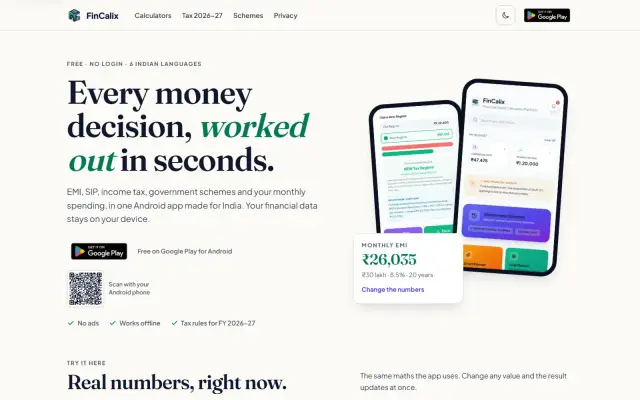 FinCalix
Calculators
Tax 2026–27
Schemes
Privacy
GET IT ON
Google Play
FREE · NO LOGIN · 6 INDIAN LANGUAGES
Every money
decision, worked
out in seconds.
EMI, SIP, income tax, government schemes and your monthly
spending, in one Android app made for India. Your financial data
stays on your device.
GET IT ON
Google Play
Free on Google Play for Android
Scan with your
Android phone
No ads
Works offline
Tax rules for FY 2026–27
FinCalix
₹47,475
₹1,20,000
NEW Tax Regime
MONTHLY EMI
₹26,035
₹30 lakh · 8.5% · 20 years
Change the numbers
TRY IT HERE
Real numbers, right now.
The same maths the app uses. Change any value and the result
updates at once.